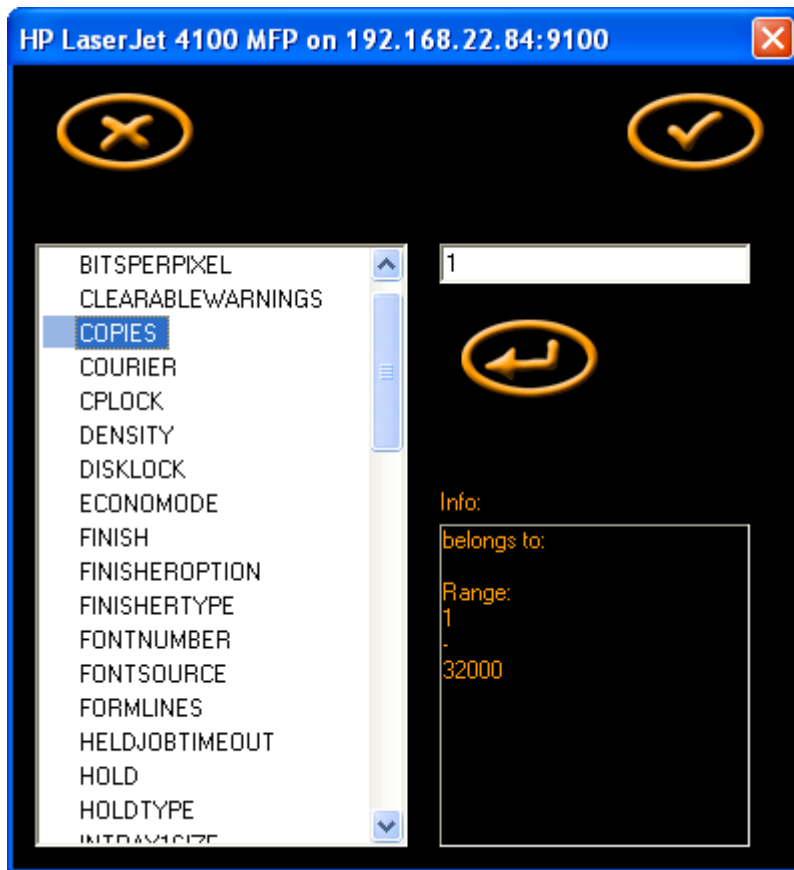 HP LaserJet 4100 MFP on 192.168.22.84:9100
BITSPERPIXEL
CLEARABLEWARNINGS
COPIES
COURIER
CPLOCK
DENSITY
DISKLOCK
ECONOMODE
FINISH
FINISHEROPTION
FINISHERTYPE
FONTNUMBER
FONTSOURCE
FORMLINES
HELDJOBTIMEOUT
HOLD
HOLDTYPE
INTRAY1SIZE
1
Info:
belongs to:
Range:
1
-
32000